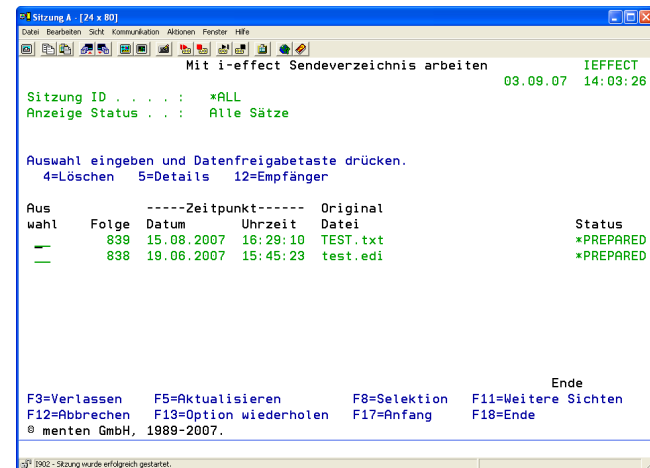 Sitzung A - [24 x 80]
Datei Bearbeiten Sicht Kommunikation Aktionen Fenster Hilfe
Mit i-effect Sendeverzeichnis arbeiten IEFFECT
03.09.07 14:03:26
Sitzung ID . . . . : *ALL
Anzeige Status . . : Alle Sätze
Auswahl eingeben und Datenfreigabetaste drücken.
4=Löschen 5=Details 12=Empfänger
Aus -----Zeitpunkt------ Original
wahl Folge Datum Uhrzeit Datei Status
__ 839 15.08.2007 16:29:10 TEST.txt *PREPARED
__ 838 19.06.2007 15:45:23 test.edi *PREPARED
Ende
F3=Verlassen F5=Aktualisieren F8=Selektion F11=Weitere Sichten
F12=Abbrechen F13=Option wiederholen F17=Anfang F18=Ende
© menten GmbH, 1989-2007.
I902 - Sitzung wurde erfolgreich gestartet.